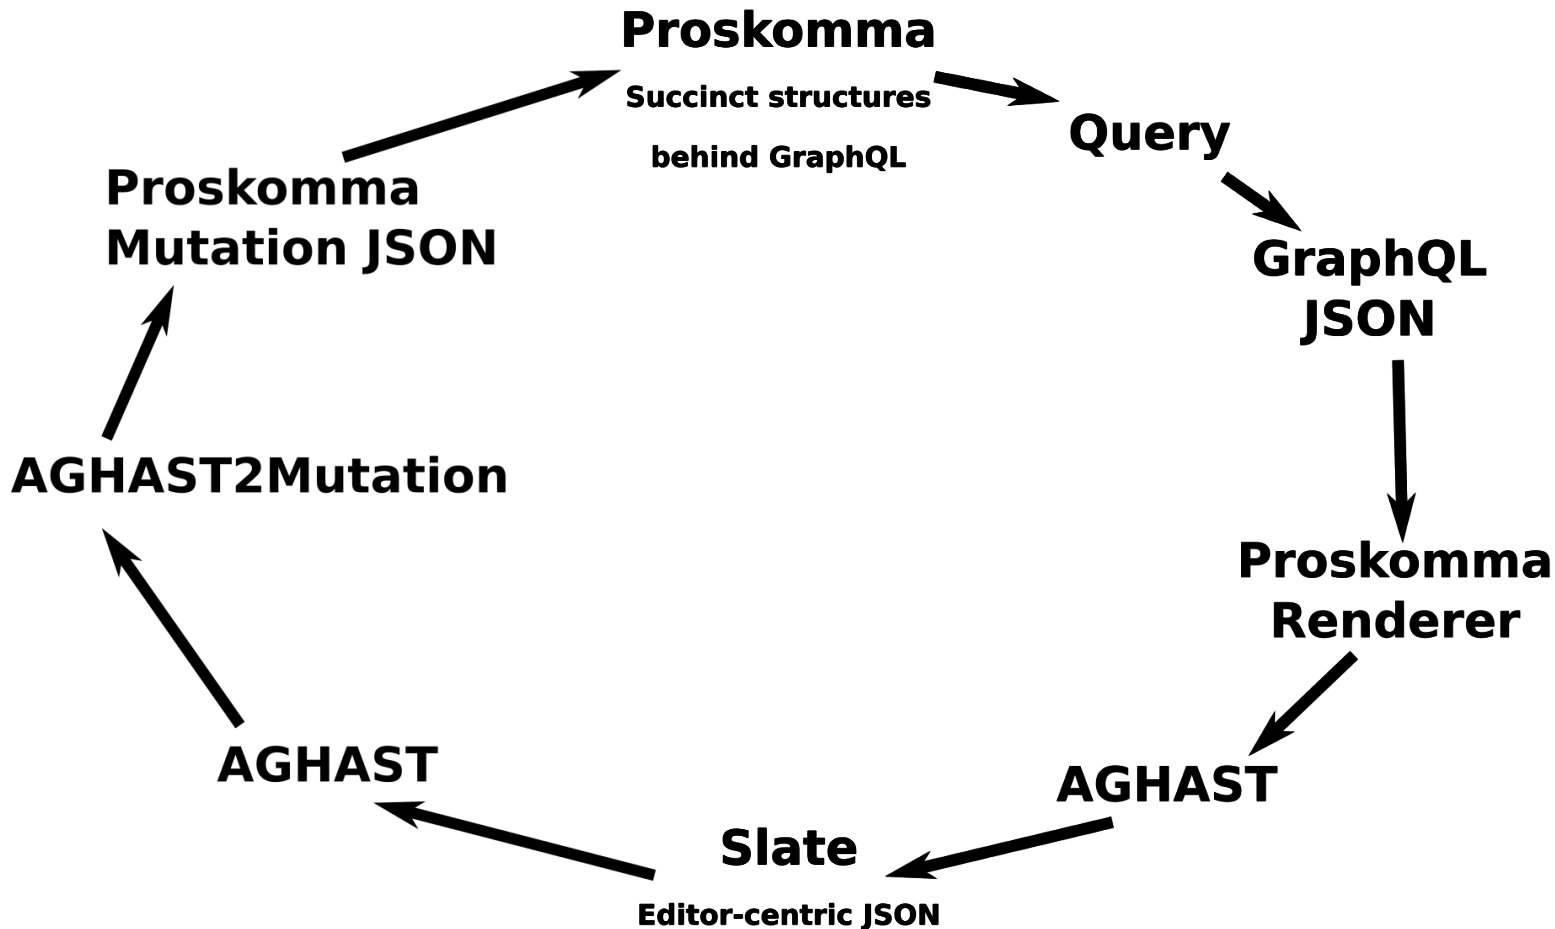 Proskomma
Succinct structures
behind GraphQL
Query
GraphQL
JSON
Proskomma
Renderer
AGHAST
Slate
Editor-centric JSON
AGHAST
AGHAST2Mutation
Proskomma
Mutation JSON